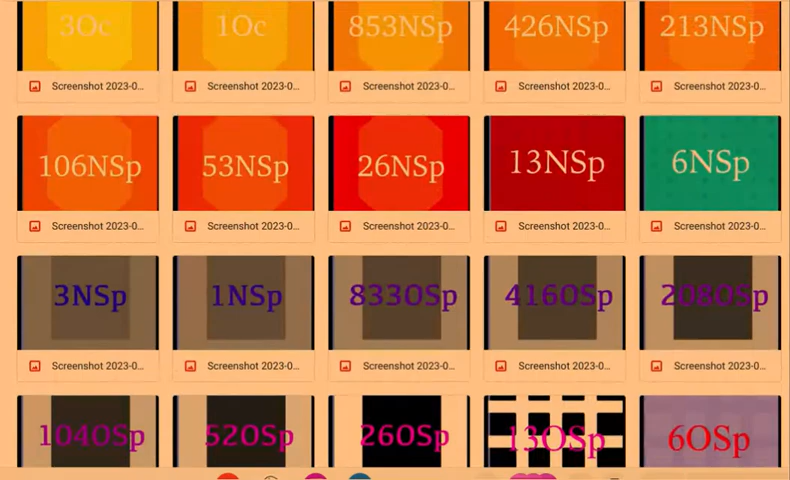 3Oc 1Oc 853NSp 426NSp 213NSp
Screenshot 2023-0... Screenshot 2023-0... Screenshot 2023-0... Screenshot 2023-0... Screenshot 2023-0...
106NSp 53NSp 26NSp 13NSp 6NSp
Screenshot 2023-0... Screenshot 2023-0... Screenshot 2023-0... Screenshot 2023-0... Screenshot 2023-0...
3NSp 1NSp 833OSp 416OSp 208OSp
Screenshot 2023-0... Screenshot 2023-0... Screenshot 2023-0... Screenshot 2023-0... Screenshot 2023-0...
104OSp 52OSp 26OSp 13OSp 6OSp